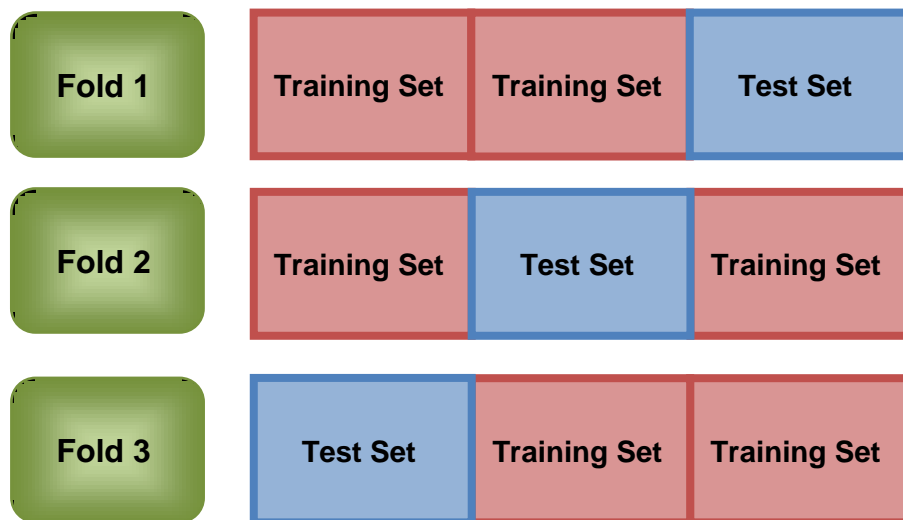 Fold 1 Training Set Training Set Test Set
Fold 2 Training Set Test Set Training Set
Fold 3 Test Set Training Set Training Set